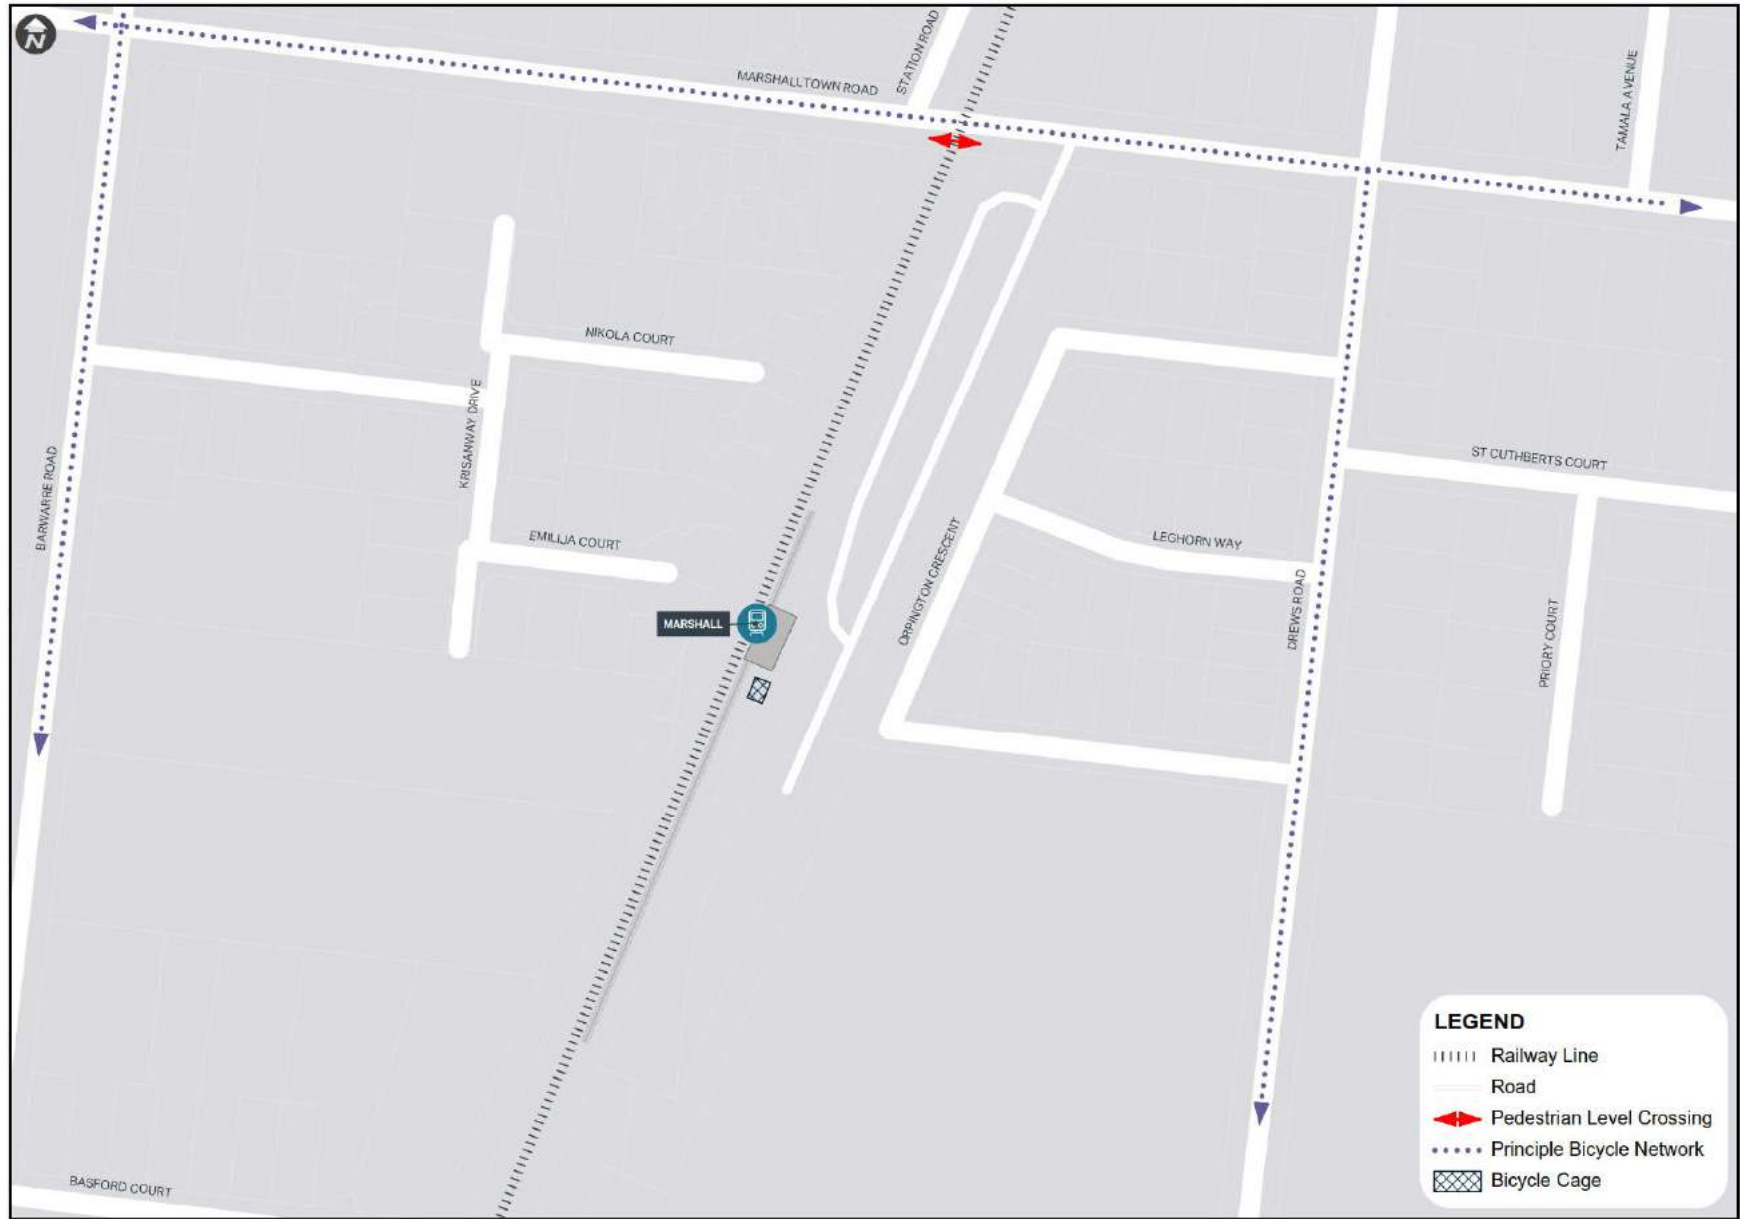 N
STATION ROAD
MARSHALLTOWN ROAD
TAMALA AVENUE
NIKOLA COURT
KRISANWAY DRIVE
BARWARRE ROAD
ST CUTHBERTS COURT
EMILIJA COURT
ORPINGTON CRESCENT
LEGHORN WAY
DREWS ROAD
PRIORY COURT
MARSHALL
BASFORD COURT
LEGEND
Railway Line
Road
Pedestrian Level Crossing
Principle Bicycle Network
Bicycle Cage